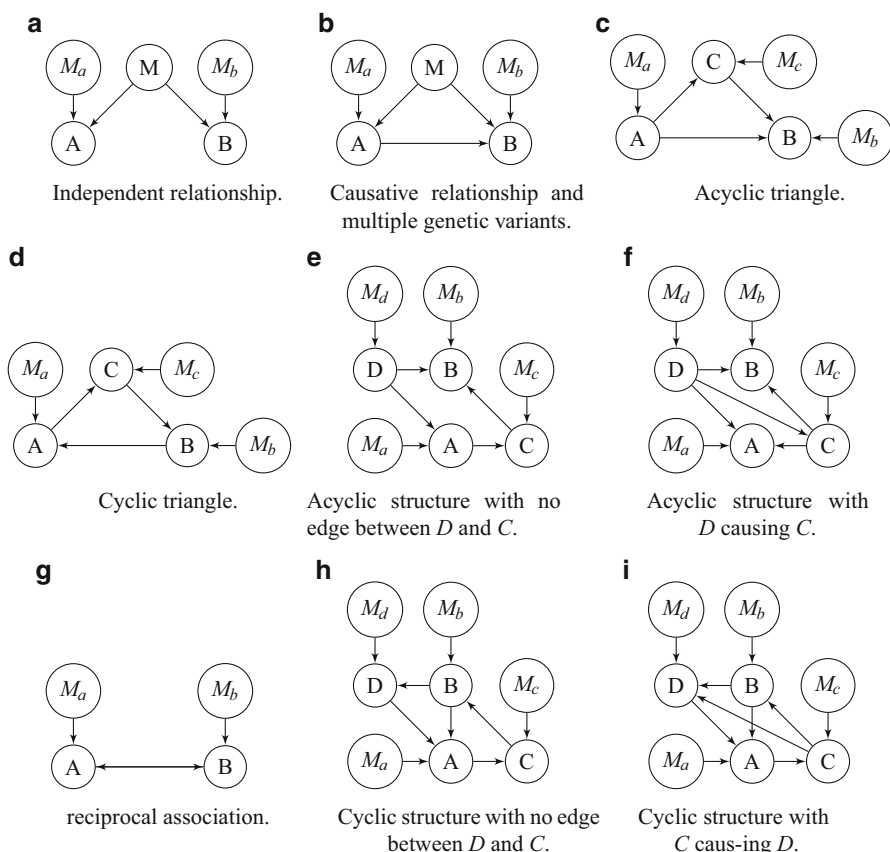 a
b
c
M_a
M
M_b
M_a
M
M_b
M_a
C
M_c
A
B
A
B
A
B
M_b
Independent relationship.
Causative relationship and
multiple genetic variants.
Acyclic triangle.
d
e
f
M_d
M_b
M_d
M_b
M_a
C
M_c
D
B
M_c
D
B
M_c
A
B
M_b
M_a
A
C
M_a
A
C
Cyclic triangle.
Acyclic structure with no
edge between D and C.
Acyclic structure with
D causing C.
g
h
i
M_d
M_b
M_d
M_b
M_a
M_b
D
B
M_c
D
B
M_c
A
B
M_a
A
C
M_a
A
C
reciprocal association.
Cyclic structure with no edge
between D and C.
Cyclic structure with
C caus-ing D.